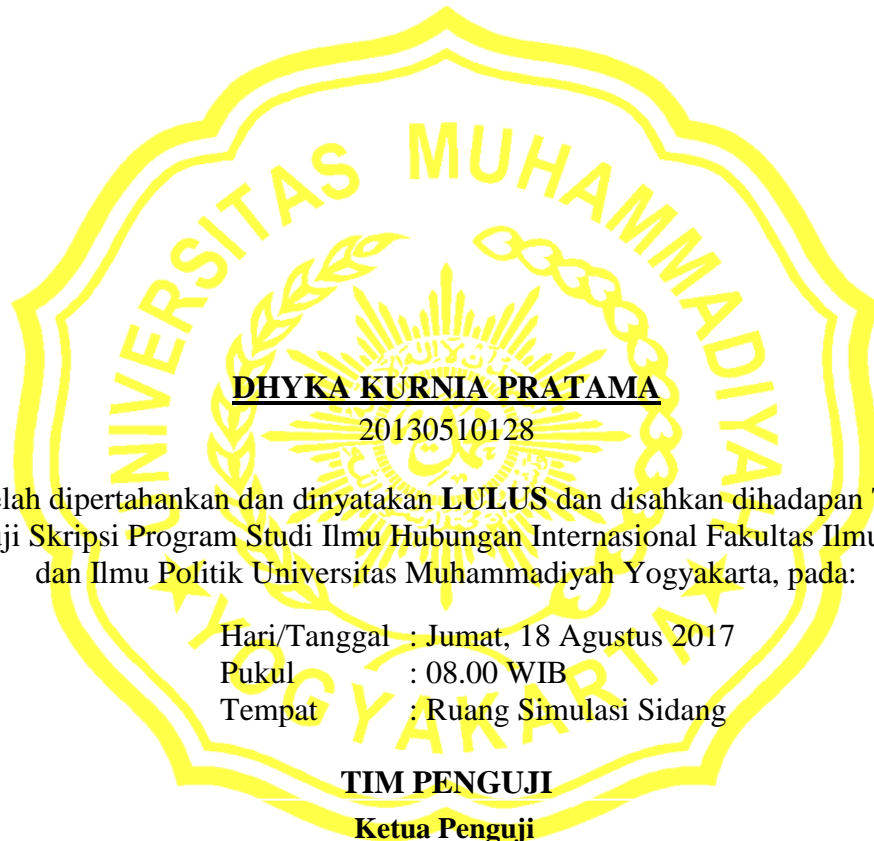 UNIVERSITAS MUHAMMADIYAH
YOGYAKARTA
DHYKA KURNIA PRATAMA
20130510128
elah dipertahankan dan dinyatakan LULUS dan disahkan dihadapan
ji Skripsi Program Studi Ilmu Hubungan Internasional Fakultas Ilmu
dan Ilmu Politik Universitas Muhammadiyah Yogyakarta, pada:
Hari/Tanggal : Jumat, 18 Agustus 2017
Pukul : 08.00 WIB
Tempat : Ruang Simulasi Sidang
TIM PENGUJI
Ketua Penguji